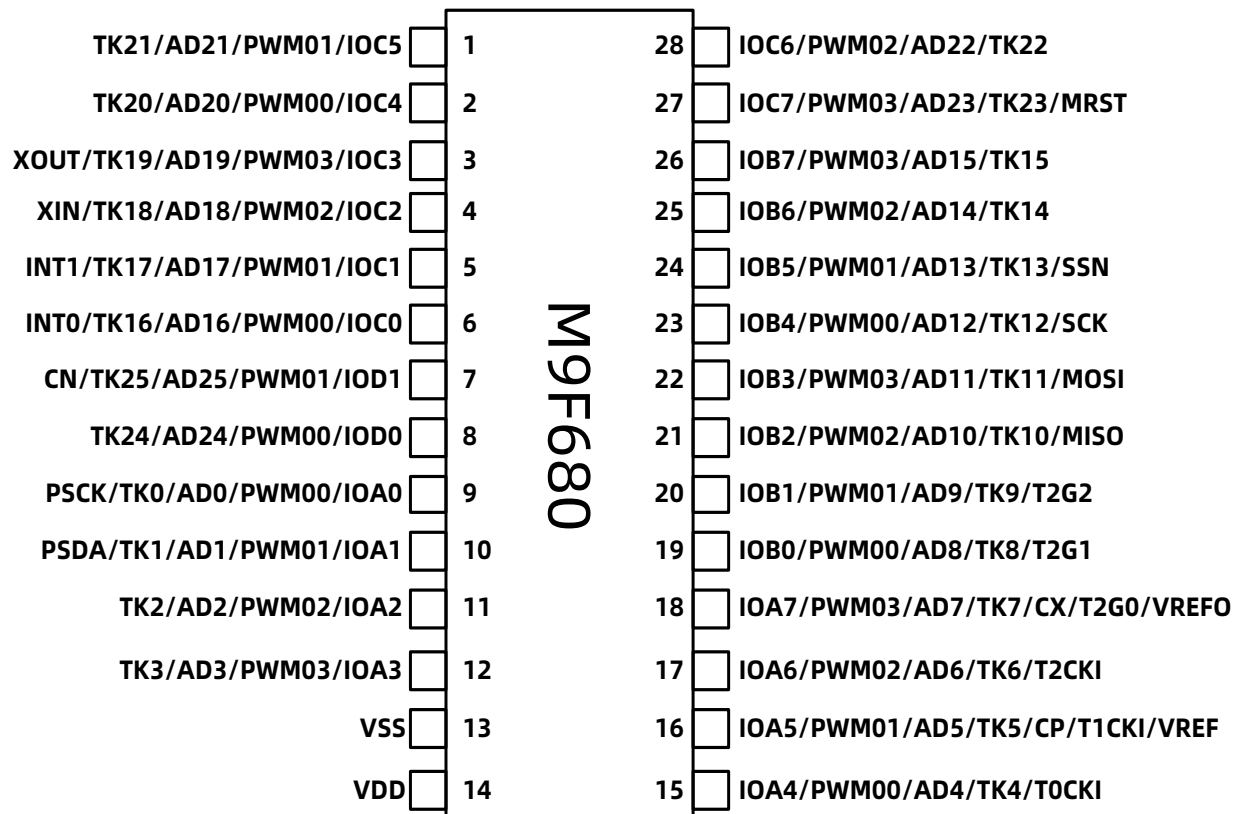 TK21/AD21/PWM01/IOC5 1 28 IOC6/PWM02/AD22/TK22
TK20/AD20/PWM00/IOC4 2 27 IOC7/PWM03/AD23/TK23/MRST
XOUT/TK19/AD19/PWM03/IOC3 3 26 IOB7/PWM03/AD15/TK15
XIN/TK18/AD18/PWM02/IOC2 4 25 IOB6/PWM02/AD14/TK14
INT1/TK17/AD17/PWM01/IOC1 5 24 IOB5/PWM01/AD13/TK13/SSN
INT0/TK16/AD16/PWM00/IOC0 6 23 IOB4/PWM00/AD12/TK12/SCK
CN/TK25/AD25/PWM01/IOD1 7 22 IOB3/PWM03/AD11/TK11/MOSI
TK24/AD24/PWM00/IOD0 8 21 IOB2/PWM02/AD10/TK10/MISO
PSCK/TK0/AD0/PWM00/IOA0 9 20 IOB1/PWM01/AD9/TK9/T2G2
PSDA/TK1/AD1/PWM01/IOA1 10 19 IOB0/PWM00/AD8/TK8/T2G1
TK2/AD2/PWM02/IOA2 11 18 IOA7/PWM03/AD7/TK7/CX/T2G0/VREFO
TK3/AD3/PWM03/IOA3 12 17 IOA6/PWM02/AD6/TK6/T2CKI
VSS 13 16 IOA5/PWM01/AD5/TK5/CP/T1CKI/VREF
VDD 14 15 IOA4/PWM00/AD4/TK4/T0CKI
M9F680